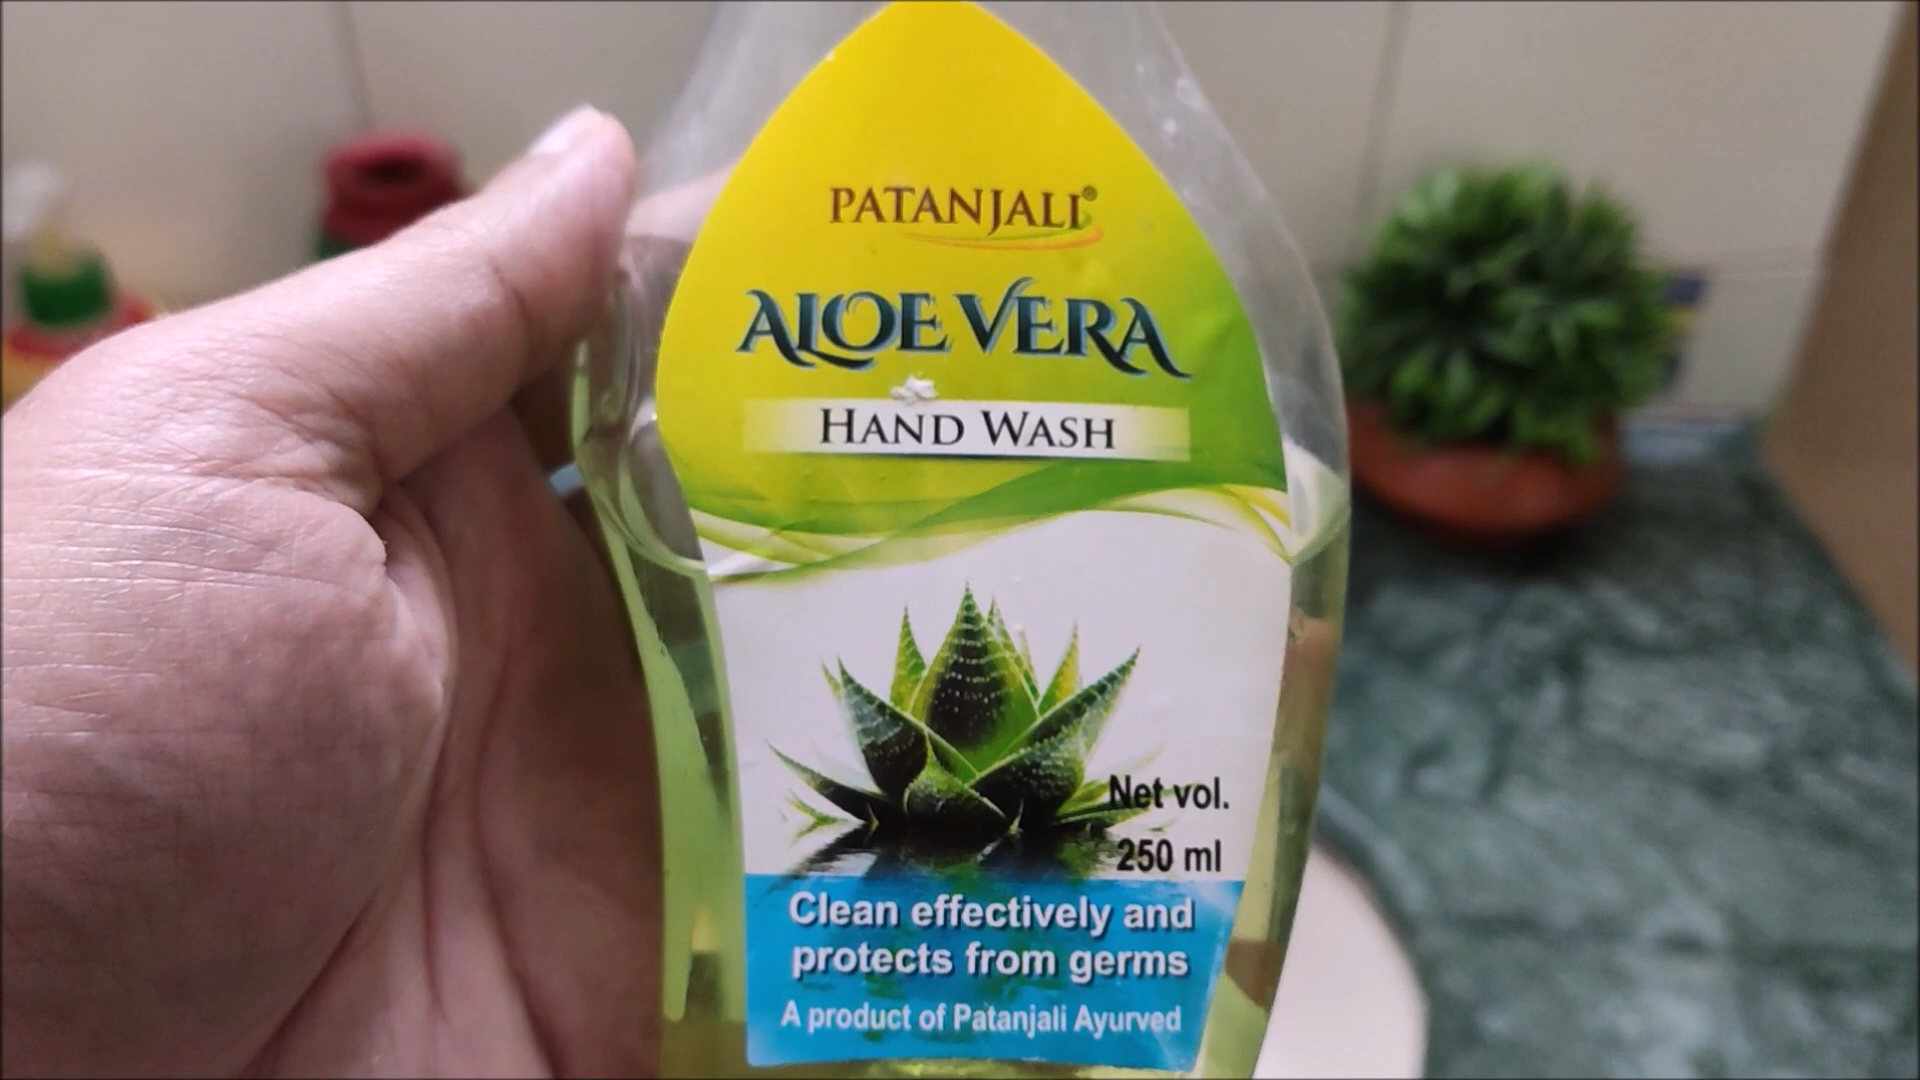 PATANJALI®
ALOE VERA
HAND WASH
Net vol.
250 ml
Clean effectively and
protects from germs
A product of Patanjali Ayurved